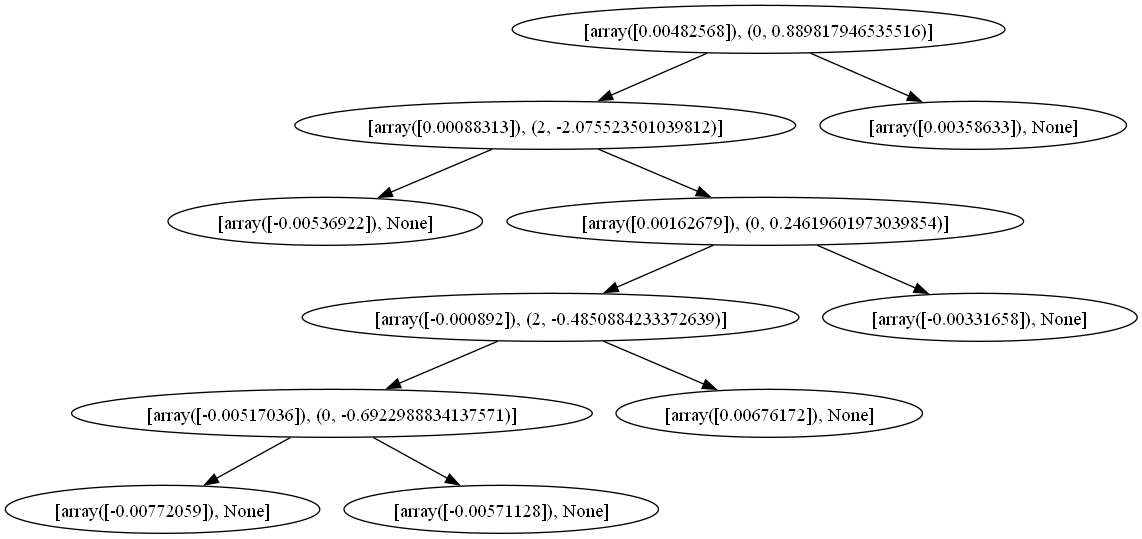 [array([0.00482568]), (0, 0.889817946535516)]
[array([0.00088313]), (2, -2.075523501039812)]
[array([0.00358633]), None]
[array([-0.00536922]), None]
[array([0.00162679]), (0, 0.24619601973039854)]
[array([-0.000892]), (2, -0.4850884233372639)]
[array([-0.00331658]), None]
[array([-0.00517036]), (0, -0.6922988834137571)]
[array([0.00676172]), None]
[array([-0.00772059]), None]
[array([-0.00571128]), None]